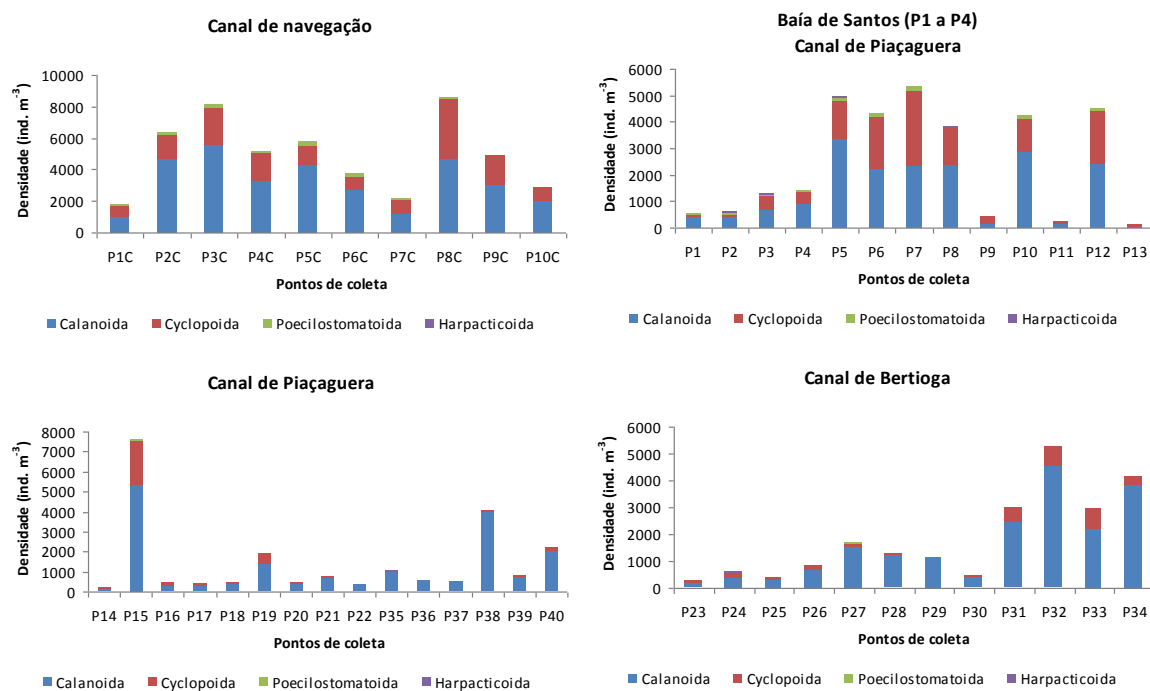 Canal de navegação
Densidade (ind. m⁻³)
10000
8000
6000
4000
2000
0
P1C P2C P3C P4C P5C P6C P7C P8C P9C P10C
Pontos de coleta
Calanoida Cyclopoida Poecilostomatoida Harpacticoida
Baía de Santos (P1 a P4)
Canal de Piaçaguera
Densidade (ind. m⁻³)
6000
5000
4000
3000
2000
1000
0
P1 P2 P3 P4 P5 P6 P7 P8 P9 P10 P11 P12 P13
Pontos de coleta
Calanoida Cyclopoida Poecilostomatoida Harpacticoida
Canal de Piaçaguera
Densidade (ind. m⁻³)
8000
7000
6000
5000
4000
3000
2000
1000
0
P14 P15 P16 P17 P18 P19 P20 P21 P22 P35 P36 P37 P38 P39 P40
Pontos de coleta
Calanoida Cyclopoida Poecilostomatoida Harpacticoida
Canal de Bertioga
Densidade (ind. m⁻³)
6000
5000
4000
3000
2000
1000
0
P23 P24 P25 P26 P27 P28 P29 P30 P31 P32 P33 P34
Pontos de coleta
Calanoida Cyclopoida Poecilostomatoida Harpacticoida